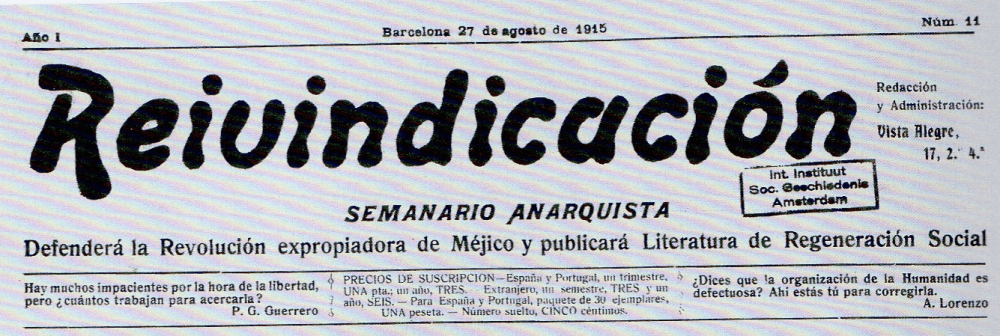 Año I
Barcelona 27 de agosto de 1915
Núm. 11
Reivindicación
Redacción
y Administración:
Vista Alegre,
17, 2.º 4.ª
Int. Instituut
Soc. Geschiedenis
Amsterdam
SEMANARIO ANARQUISTA
Defenderá la Revolución expropiadora de Méjico y publicará Literatura de Regeneración Social
Hay muchos impacientes por la hora de la libertad,
pero ¿cuántos trabajan para acercarla?
P. G. Guerrero
PRECIOS DE SUSCRIPCION—España y Portugal, un trimestre,
UNA pta.; un año, TRES.—Extranjero, un semestre, TRES y un
año, SEIS.—Para España y Portugal, paquete de 30 ejemplares,
UNA peseta.—Número suelto, CINCO céntimos.
¿Dices que la organización de la Humanidad es
defectuosa? Ahi estás tú para corregirla.
A. Lorenzo